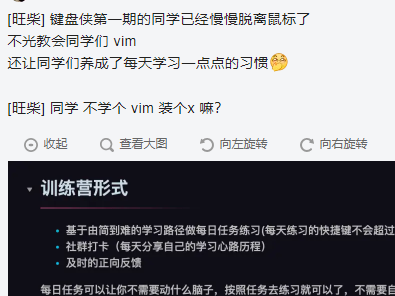 [旺柴] 键盘侠第一期的同学已经慢慢脱离鼠标了
不光教会同学们 vim
还让同学们养成了每天学习一点点的习惯
[旺柴] 同学 不学个 vim 装个x 嘛?
收起 查看大图 向左旋转 向右旋转
训练营形式
基于由简到难的学习路径做每日任务练习(每天练习的快捷键不会超过
社群打卡（每天分享自己的学习心路历程）
及时的正向反馈
每日任务可以让你不需要动什么脑子，按照任务去练习就可以了，不需要自